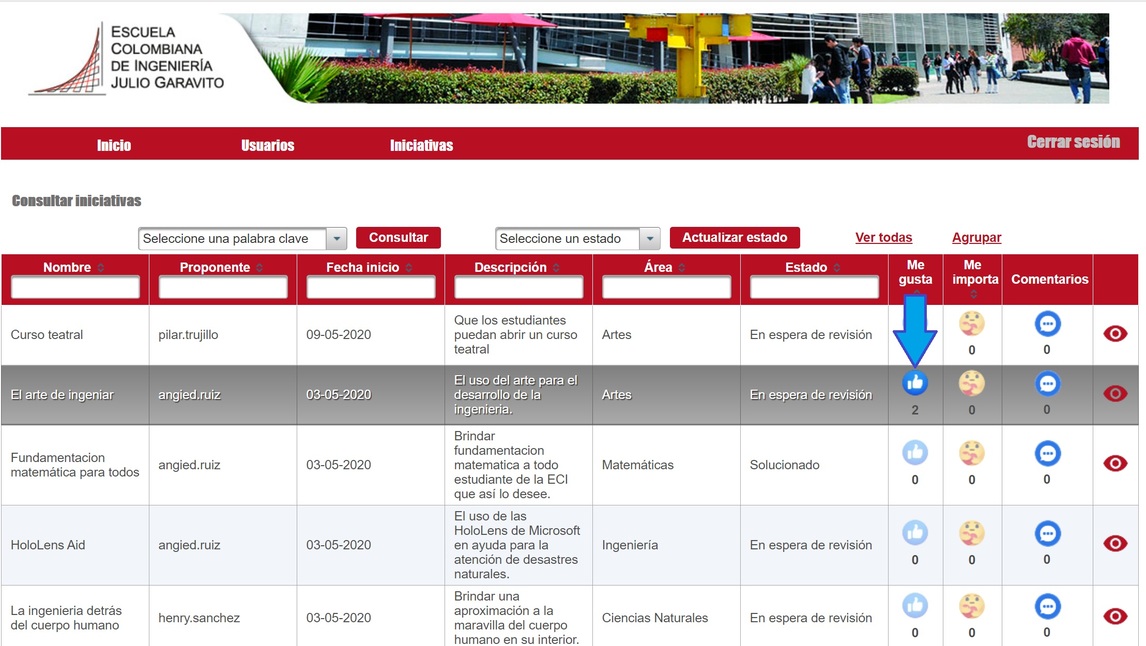 ESCUELA
COLOMBIANA
DE INGENIERÍA
JULIO GARAVITO
Inicio Usuarios Iniciativas Cerrar sesión
Consultar iniciativas
Seleccione una palabra clave Consultar Seleccione un estado Actualizar estado Ver todas Agrupar
Nombre Proponente Fecha inicio Descripción Área Estado Me gusta Me importa Comentarios
Curso teatral pilar.trujillo 09-05-2020 Que los estudiantes puedan abrir un curso teatral Artes En espera de revisión 0 0
El arte de ingeniar angied.ruiz 03-05-2020 El uso del arte para el desarrollo de la ingenieria. Artes En espera de revisión 2 0 0
Fundamentacion matemática para todos angied.ruiz 03-05-2020 Brindar fundamentacion matematica a todo estudiante de la ECI que así lo desee. Matemáticas Solucionado 0 0 0
HoloLens Aid angied.ruiz 03-05-2020 El uso de las HoloLens de Microsoft en ayuda para la atención de desastres naturales. Ingeniería En espera de revisión 0 0 0
La ingenieria detrás del cuerpo humano henry.sanchez 03-05-2020 Brindar una aproximación a la maravilla del cuerpo humano en su interior. Ciencias Naturales En espera de revisión 0 0 0